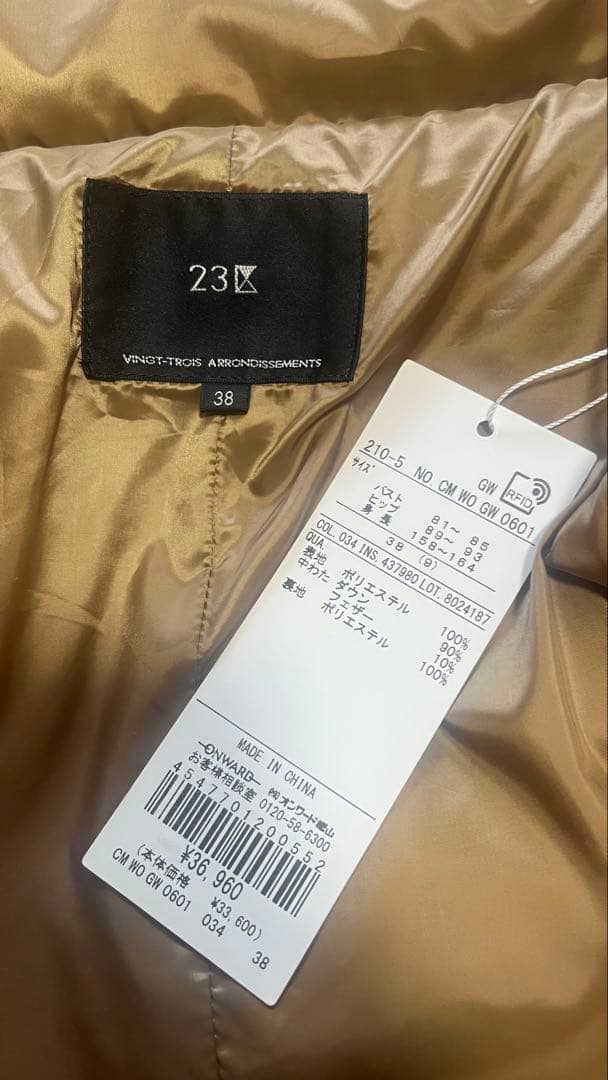 23区
VINGT-TROIS ARRONDISSEMENTS
38
GW
RFID
210-5 NO. CM WO GW 0601
サイズ
バスト 81～ 85
ヒップ 89～ 93
身長 158～164
38 (9)
COL. 034 INS. 437980 LOT. 8024187
QUA.
表地 ポリエステル 100%
中わた ダウン 90%
フェザー 10%
裏地 ポリエステル 100%
MADE IN CHINA
ONWARD ㈱オンワード樫山
お客様相談室 0120-58-6300
4547701200552
¥36,960
(本体価格 ¥33,600)
CM WO GW 0601 034 38